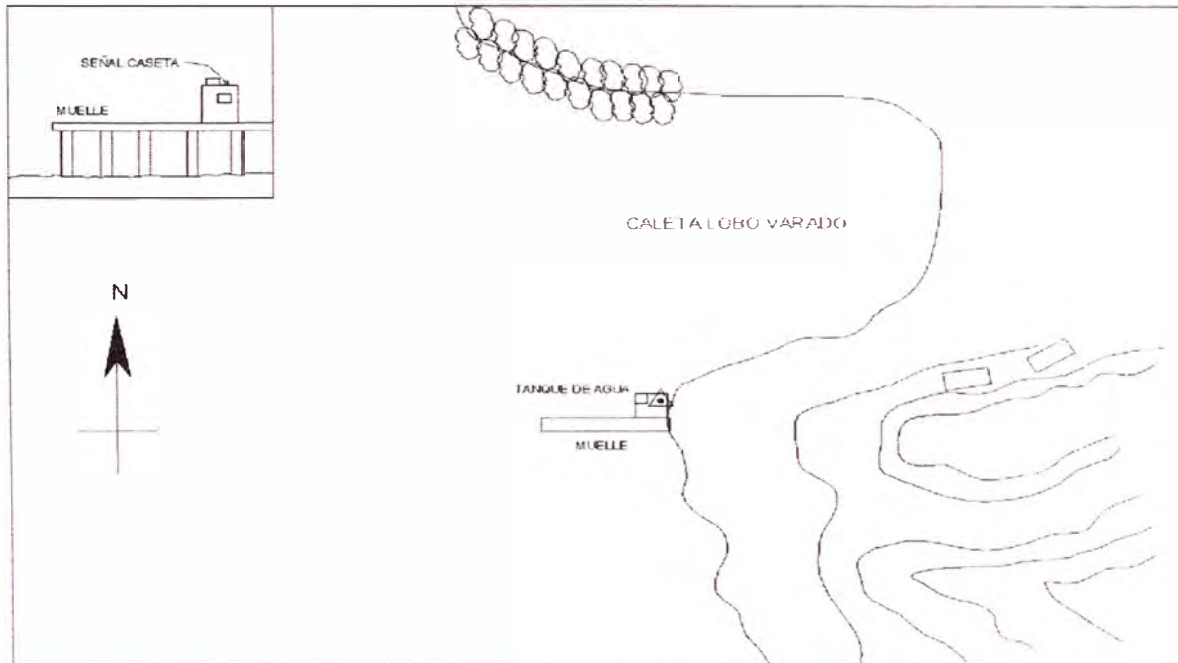 SEÑAL CASETA
MUELLE
CALETA LOBO VARADO
N
TANQUE DE AGUA
MUELLE